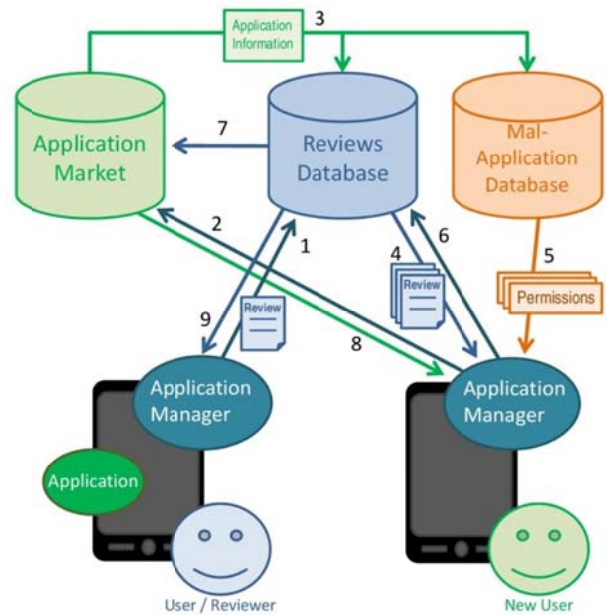 Application
Information
3
Application
Market
7
Reviews
Database
Mal-
Application
Database
2
1
4
6
5
Review
Review
Permissions
9
8
Application
Manager
Application
Manager
Application
User / Reviewer
New User